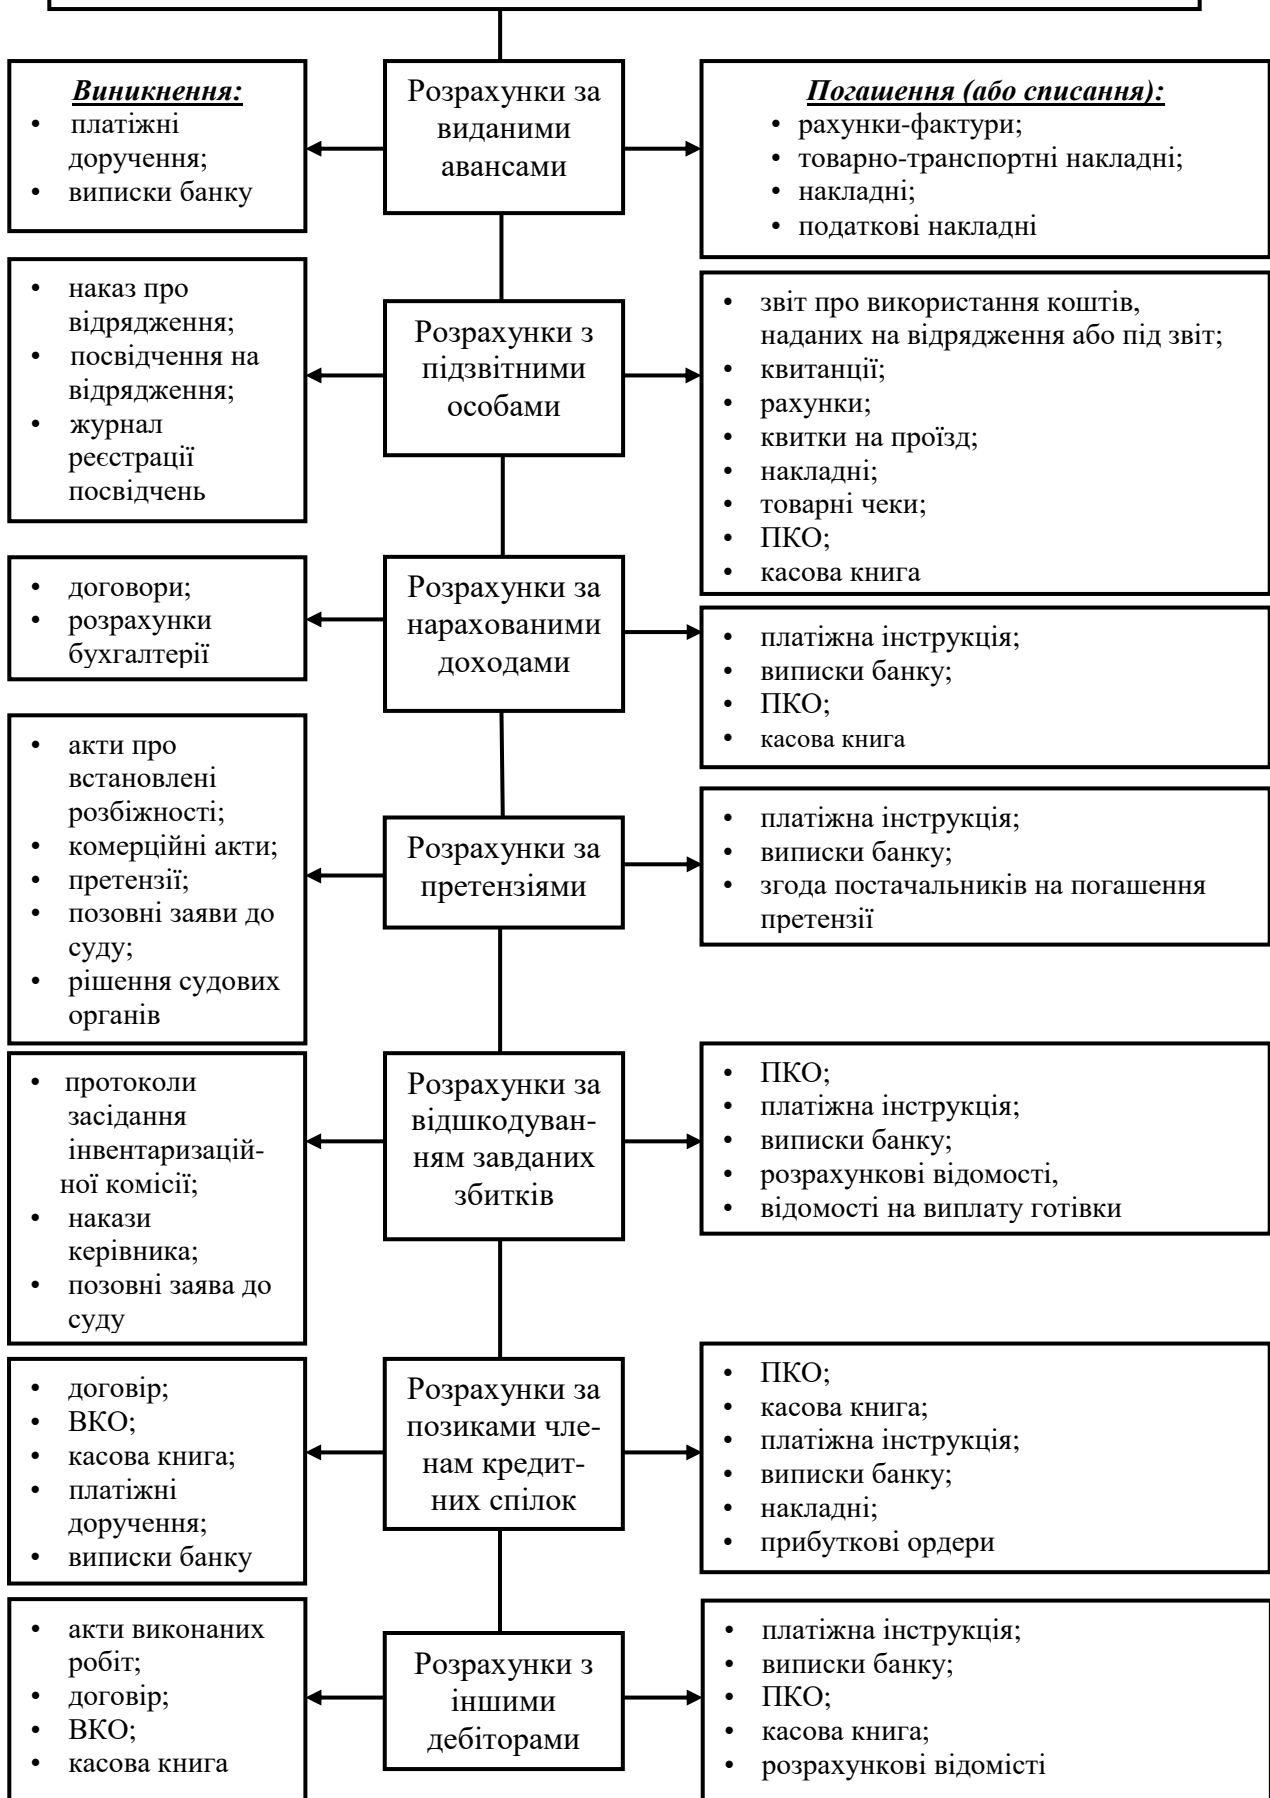 Виникнення:
• платіжні
доручення;
• виписки банку
Розрахунки за
виданими
авансами
Погашення (або списання):
• рахунки-фактури;
• товарно-транспортні накладні;
• накладні;
• податкові накладні
• наказ про
відрядження;
• посвідчення на
відрядження;
• журнал
реєстрації
посвідчень
Розрахунки з
підзвітними
особами
• звіт про використання коштів,
наданих на відрядження або під звіт;
• квитанції;
• рахунки;
• квитки на проїзд;
• накладні;
• товарні чеки;
• ПКО;
• касова книга
• договори;
• розрахунки
бухгалтерії
Розрахунки за
нарахованими
доходами
• платіжна інструкція;
• виписки банку;
• ПКО;
• касова книга
• акти про
встановлені
розбіжності;
• комерційні акти;
• претензії;
• позовні заяви до
суду;
• рішення судових
органів
Розрахунки за
претензіями
• платіжна інструкція;
• виписки банку;
• згода постачальників на погашення
претензії
• протоколи
засідання
інвентаризацій-
ної комісії;
• накази
керівника;
• позовні заява до
суду
Розрахунки за
відшкодуван-
ням завданих
збитків
• ПКО;
• платіжна інструкція;
• виписки банку;
• розрахункові відомості,
• відомості на виплату готівки
• договір;
• ВКО;
• касова книга;
• платіжні
доручення;
• виписки банку
Розрахунки за
позиками чле-
нам кредит-
них спілок
• ПКО;
• касова книга;
• платіжна інструкція;
• виписки банку;
• накладні;
• прибуткові ордери
• акти виконаних
робіт;
• договір;
• ВКО;
• касова книга
Розрахунки з
іншими
дебіторами
• платіжна інструкція;
• виписки банку;
• ПКО;
• касова книга;
• розрахункові відомісті